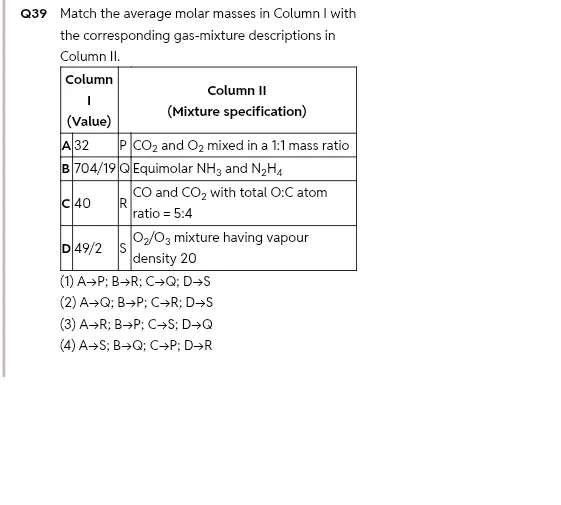 Q39 Match the average molar masses in Column I with
the corresponding gas-mixture descriptions in
Column II.
Column I (Value) Column II (Mixture specification)
A 32 P CO₂ and O₂ mixed in a 1:1 mass ratio
B 704/19 Q Equimolar NH₃ and N₂H₄
C 40 R CO and CO₂ with total O:C atom
ratio = 5:4
D 49/2 S O₂/O₃ mixture having vapour
density 20
(1) A→P; B→R; C→Q; D→S
(2) A→Q; B→P; C→R; D→S
(3) A→R; B→P; C→S; D→Q
(4) A→S; B→Q; C→P; D→R